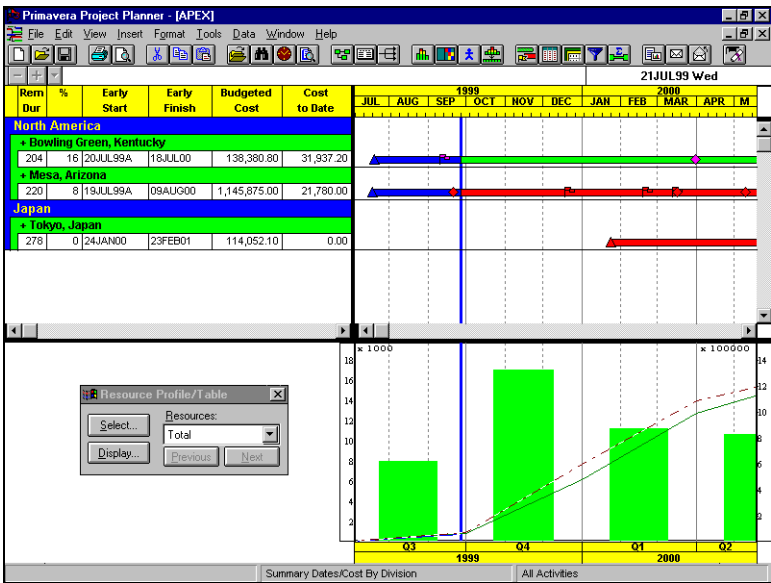 Primavera Project Planner - [APEX]
File Edit View Insert Format Tools Data Window Help
21JUL99 Wed
Rem Dur % Early Start Early Finish Budgeted Cost Cost to Date
1999 2000
JUL AUG SEP OCT NOV DEC JAN FEB MAR APR M
North America
+ Bowling Green, Kentucky
204 16 20JUL99A 18JUL00 138,380.80 31,937.20
+ Mesa, Arizona
220 8 19JUL99A 09AUG00 1,145,875.00 21,780.00
Japan
+ Tokyo, Japan
278 0 24JAN00 23FEB01 114,052.10 0.00
x 1000 x 100000
18 14
16
12
14
12 10
10
8
8
6
6
4
4
2
2
Resource Profile/Table
Resources:
Select...
Total
Display... Previous Next
Q3 Q4 Q1 Q2
1999 2000
Summary Dates/Cost By Division All Activities